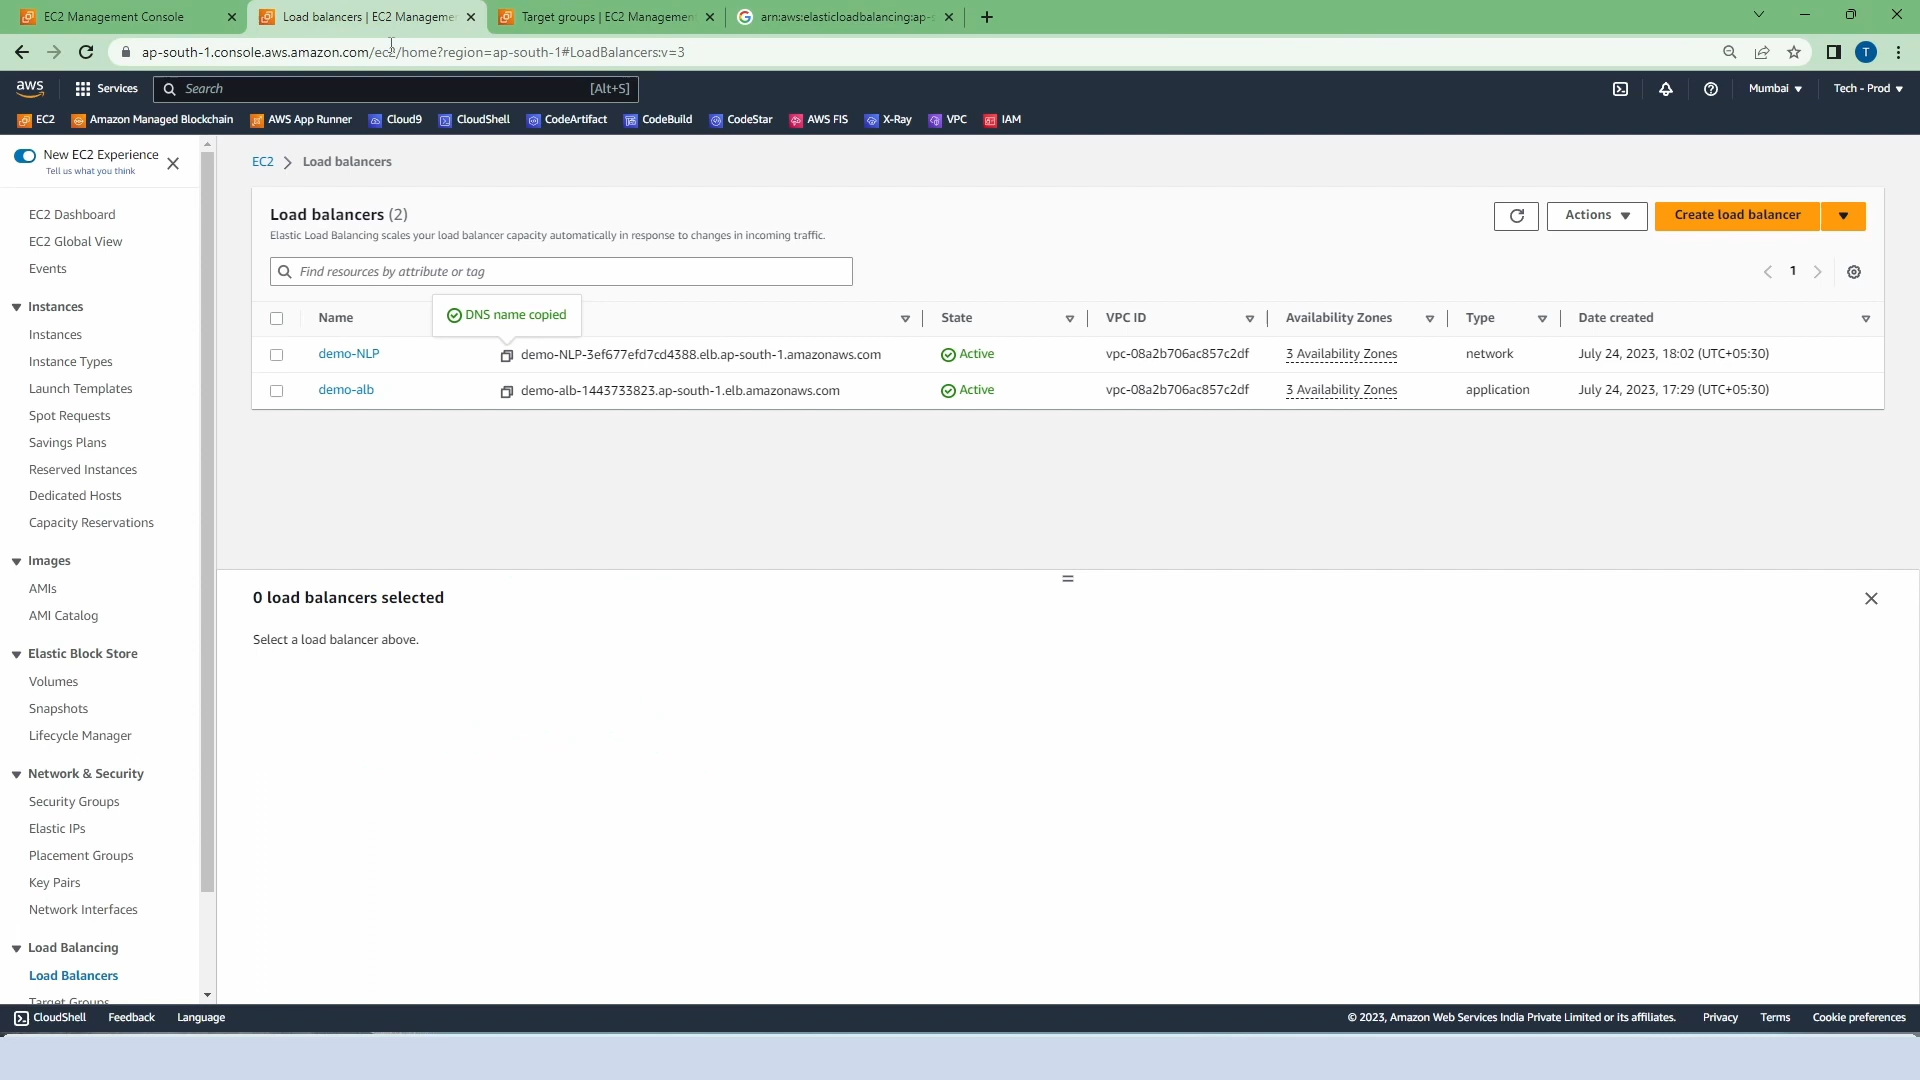 EC2 Management Console
Load balancers | EC2 Managemen
Target groups | EC2 Management
arn:aws:elasticloadbalancing:ap-s
ap-south-1.console.aws.amazon.com/ec2/home?region=ap-south-1#LoadBalancers:v=3
T
aws
Services
Search
[Alt+S]
Mumbai
Tech - Prod
EC2
Amazon Managed Blockchain
AWS App Runner
Cloud9
CloudShell
CodeArtifact
CodeBuild
CodeStar
AWS FIS
X-Ray
VPC
IAM
New EC2 Experience
Tell us what you think
EC2 Dashboard
EC2 Global View
Events
Instances
Instances
Instance Types
Launch Templates
Spot Requests
Savings Plans
Reserved Instances
Dedicated Hosts
Capacity Reservations
Images
AMIs
AMI Catalog
Elastic Block Store
Volumes
Snapshots
Lifecycle Manager
Network & Security
Security Groups
Elastic IPs
Placement Groups
Key Pairs
Network Interfaces
Load Balancing
Load Balancers
Target Groups
EC2 > Load balancers
Load balancers (2)
Elastic Load Balancing scales your load balancer capacity automatically in response to changes in incoming traffic.
Actions
Create load balancer
Find resources by attribute or tag
1
DNS name copied
Name State VPC ID Availability Zones Type Date created
demo-NLP demo-NLP-3ef677efd7cd4388.elb.ap-south-1.amazonaws.com Active vpc-08a2b706ac857c2df 3 Availability Zones network July 24, 2023, 18:02 (UTC+05:30)
demo-alb demo-alb-1443733823.ap-south-1.elb.amazonaws.com Active vpc-08a2b706ac857c2df 3 Availability Zones application July 24, 2023, 17:29 (UTC+05:30)
0 load balancers selected
Select a load balancer above.
CloudShell
Feedback
Language
© 2023, Amazon Web Services India Private Limited or its affiliates.
Privacy
Terms
Cookie preferences